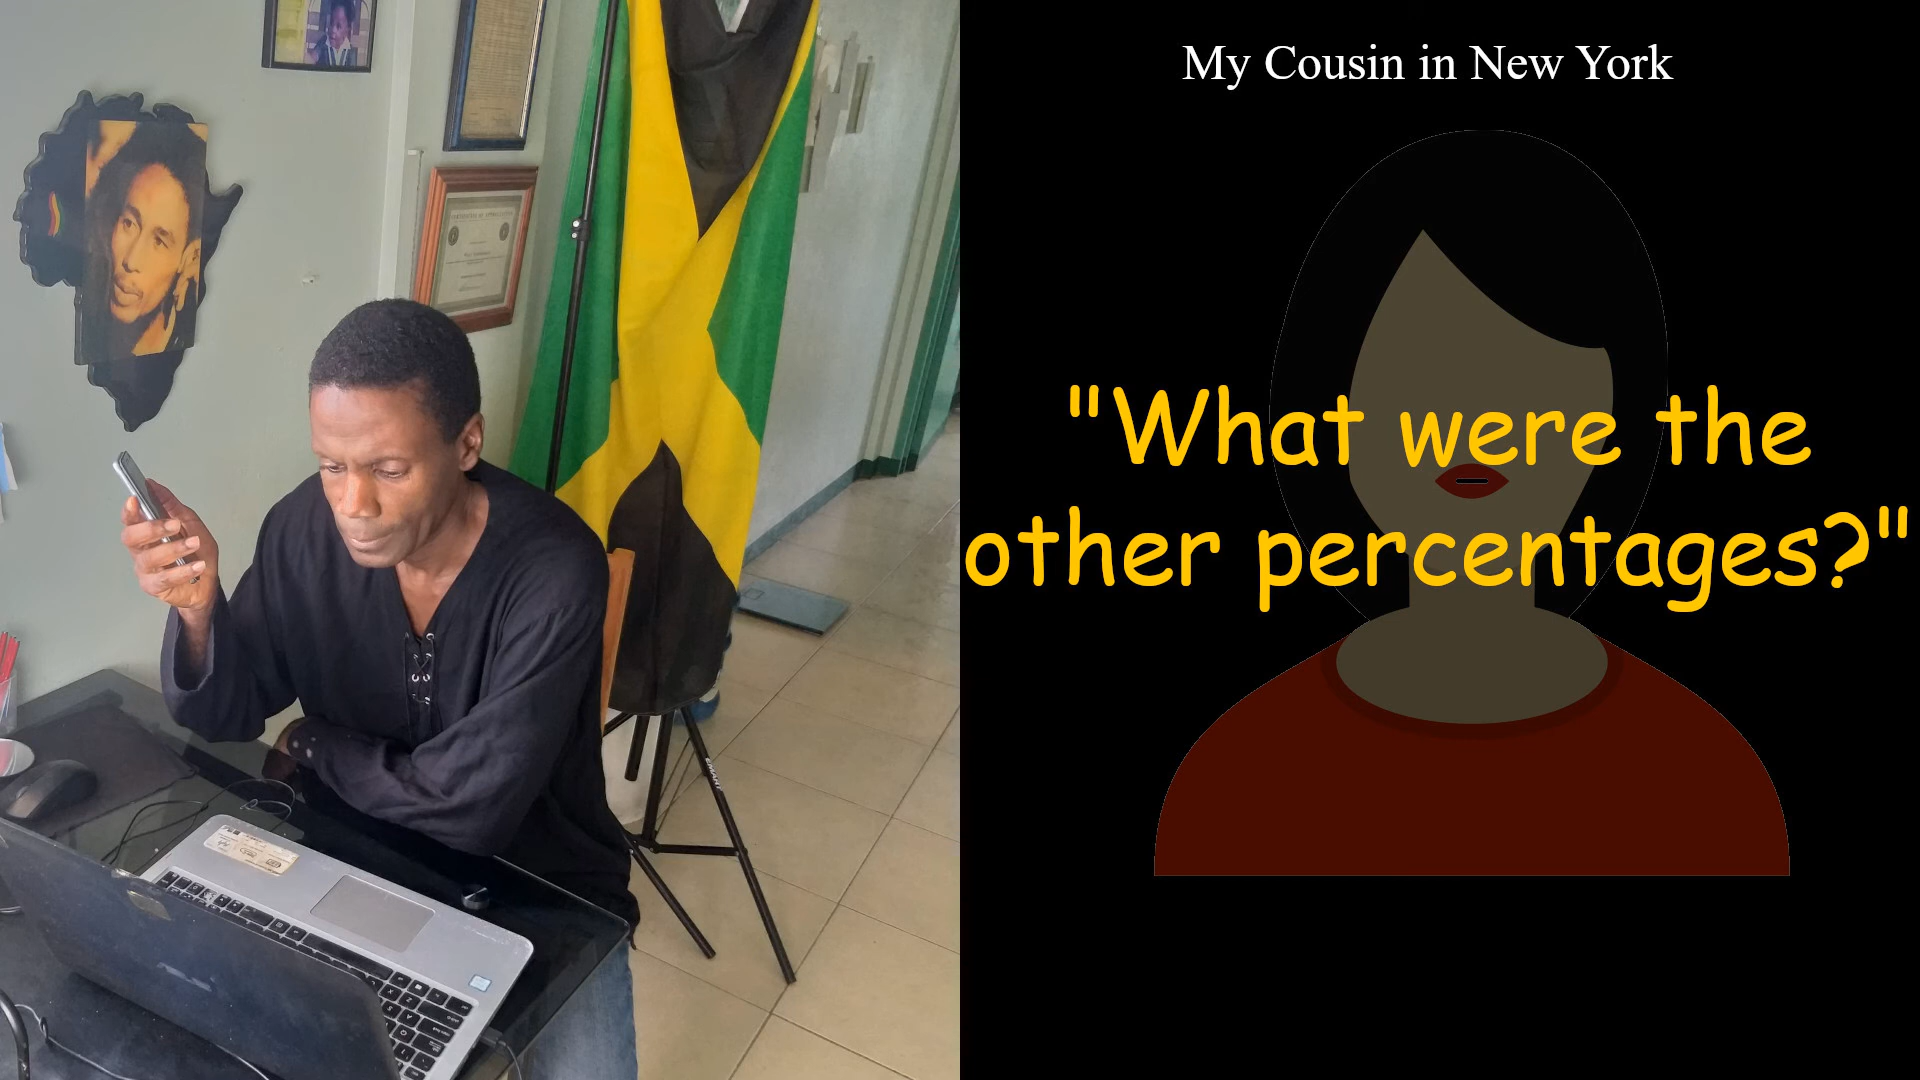 My Cousin in New York
"What were the
other percentages?"